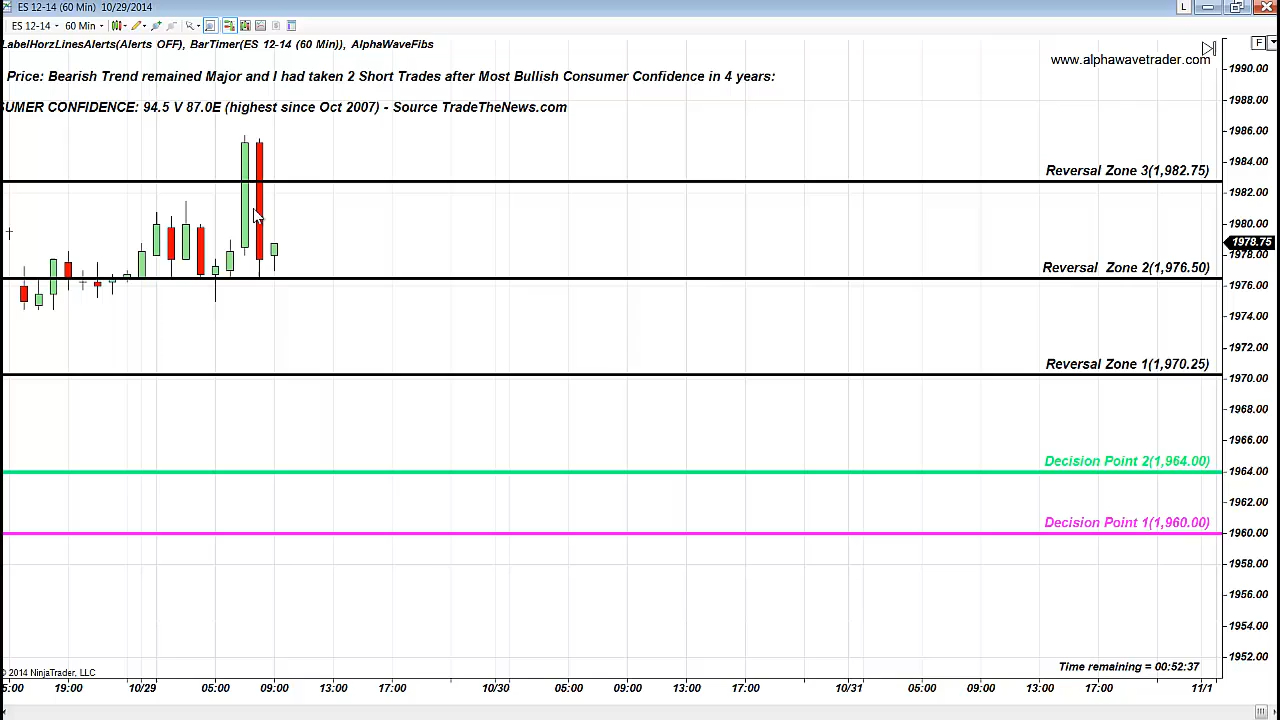 ES 12-14 (60 Min) 10/29/2014
L
ES 12-14 60 Min
F
LabelHorzLinesAlerts(Alerts OFF), BarTimer(ES 12-14 (60 Min)), AlphaWaveFibs
www.alphawavetrader.com
Price: Bearish Trend remained Major and I had taken 2 Short Trades after Most Bullish Consumer Confidence in 4 years:
SUMER CONFIDENCE: 94.5 V 87.0E (highest since Oct 2007) - Source TradeTheNews.com
1990.00
1988.00
1986.00
1984.00
Reversal Zone 3(1,982.75)
1982.00
1980.00
1978.75
1978.00
Reversal Zone 2(1,976.50)
1976.00
1974.00
1972.00
Reversal Zone 1(1,970.25)
1970.00
1968.00
1966.00
Decision Point 2(1,964.00)
1964.00
1962.00
Decision Point 1(1,960.00)
1960.00
1958.00
1956.00
1954.00
1952.00
© 2014 NinjaTrader, LLC
Time remaining = 00:52:37
5:00 19:00 10/29 05:00 09:00 13:00 17:00 10/30 05:00 09:00 13:00 17:00 10/31 05:00 09:00 13:00 17:00 11/1